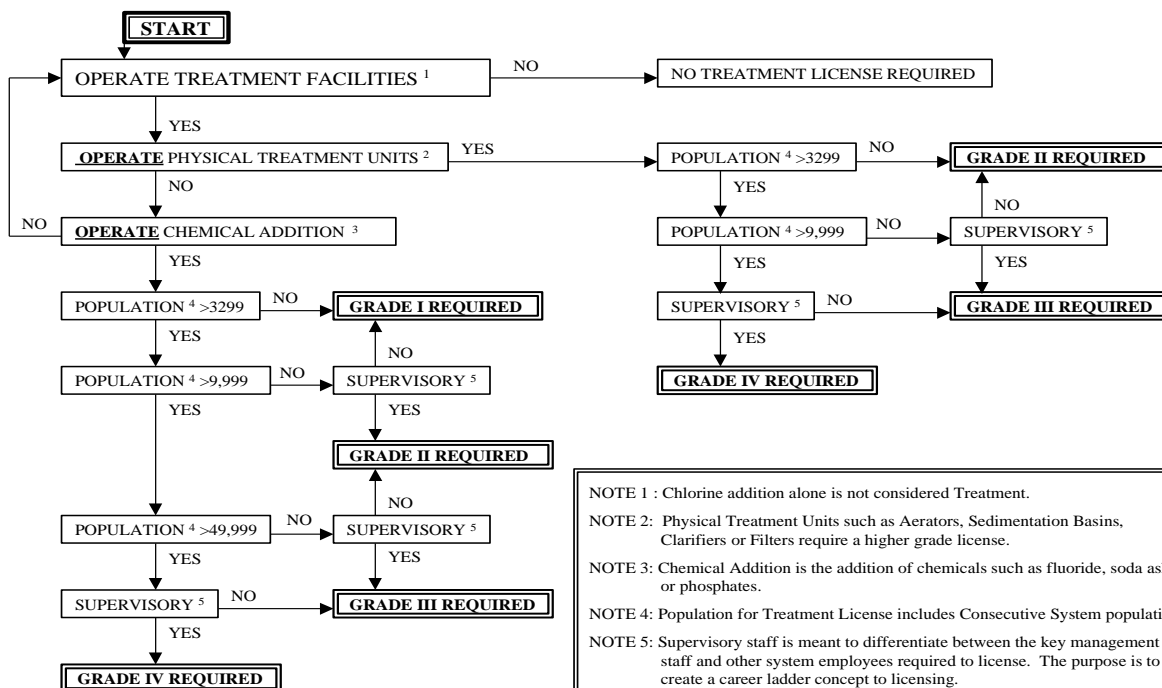 START
OPERATE TREATMENT FACILITIES 1
NO
NO TREATMENT LICENSE REQUIRED
YES
OPERATE PHYSICAL TREATMENT UNITS 2
YES
POPULATION 4 >3299
NO
GRADE II REQUIRED
NO
YES
NO
NO
OPERATE CHEMICAL ADDITION 3
POPULATION 4 >9,999
NO
SUPERVISORY 5
YES
YES
YES
POPULATION 4 >3299
NO
GRADE I REQUIRED
SUPERVISORY 5
NO
GRADE III REQUIRED
YES
NO
YES
POPULATION 4 >9,999
NO
SUPERVISORY 5
GRADE IV REQUIRED
YES
YES
GRADE II REQUIRED
NO
POPULATION 4 >49,999
NO
SUPERVISORY 5
YES
YES
SUPERVISORY 5
NO
GRADE III REQUIRED
YES
GRADE IV REQUIRED
NOTE 1 : Chlorine addition alone is not considered Treatment.
NOTE 2: Physical Treatment Units such as Aerators, Sedimentation Basins,
Clarifiers or Filters require a higher grade license.
NOTE 3: Chemical Addition is the addition of chemicals such as fluoride, soda as
or phosphates.
NOTE 4: Population for Treatment License includes Consecutive System populati
NOTE 5: Supervisory staff is meant to differentiate between the key management
staff and other system employees required to license. The purpose is to
create a career ladder concept to licensing.